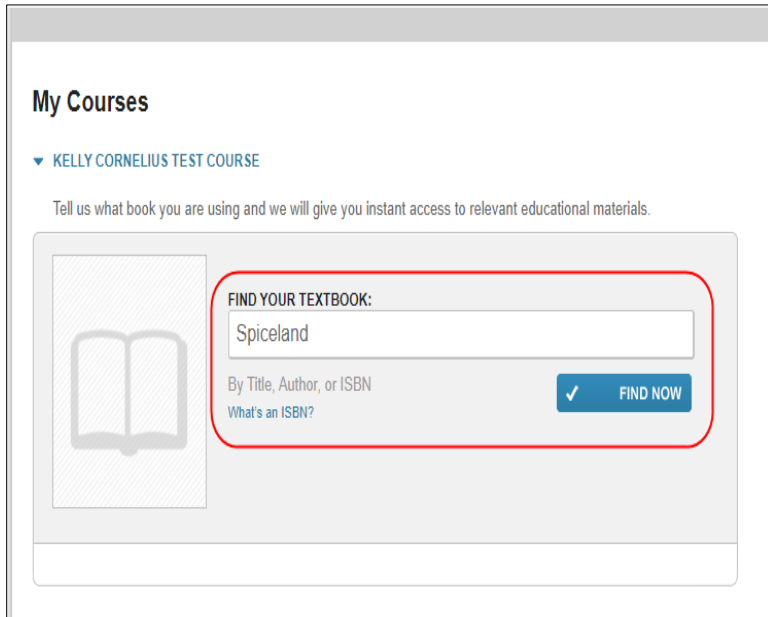 My Courses
KELLY CORNELIUS TEST COURSE
Tell us what book you are using and we will give you instant access to relevant educational materials.
FIND YOUR TEXTBOOK:
Spiceland
By Title, Author, or ISBN
What's an ISBN?
FIND NOW